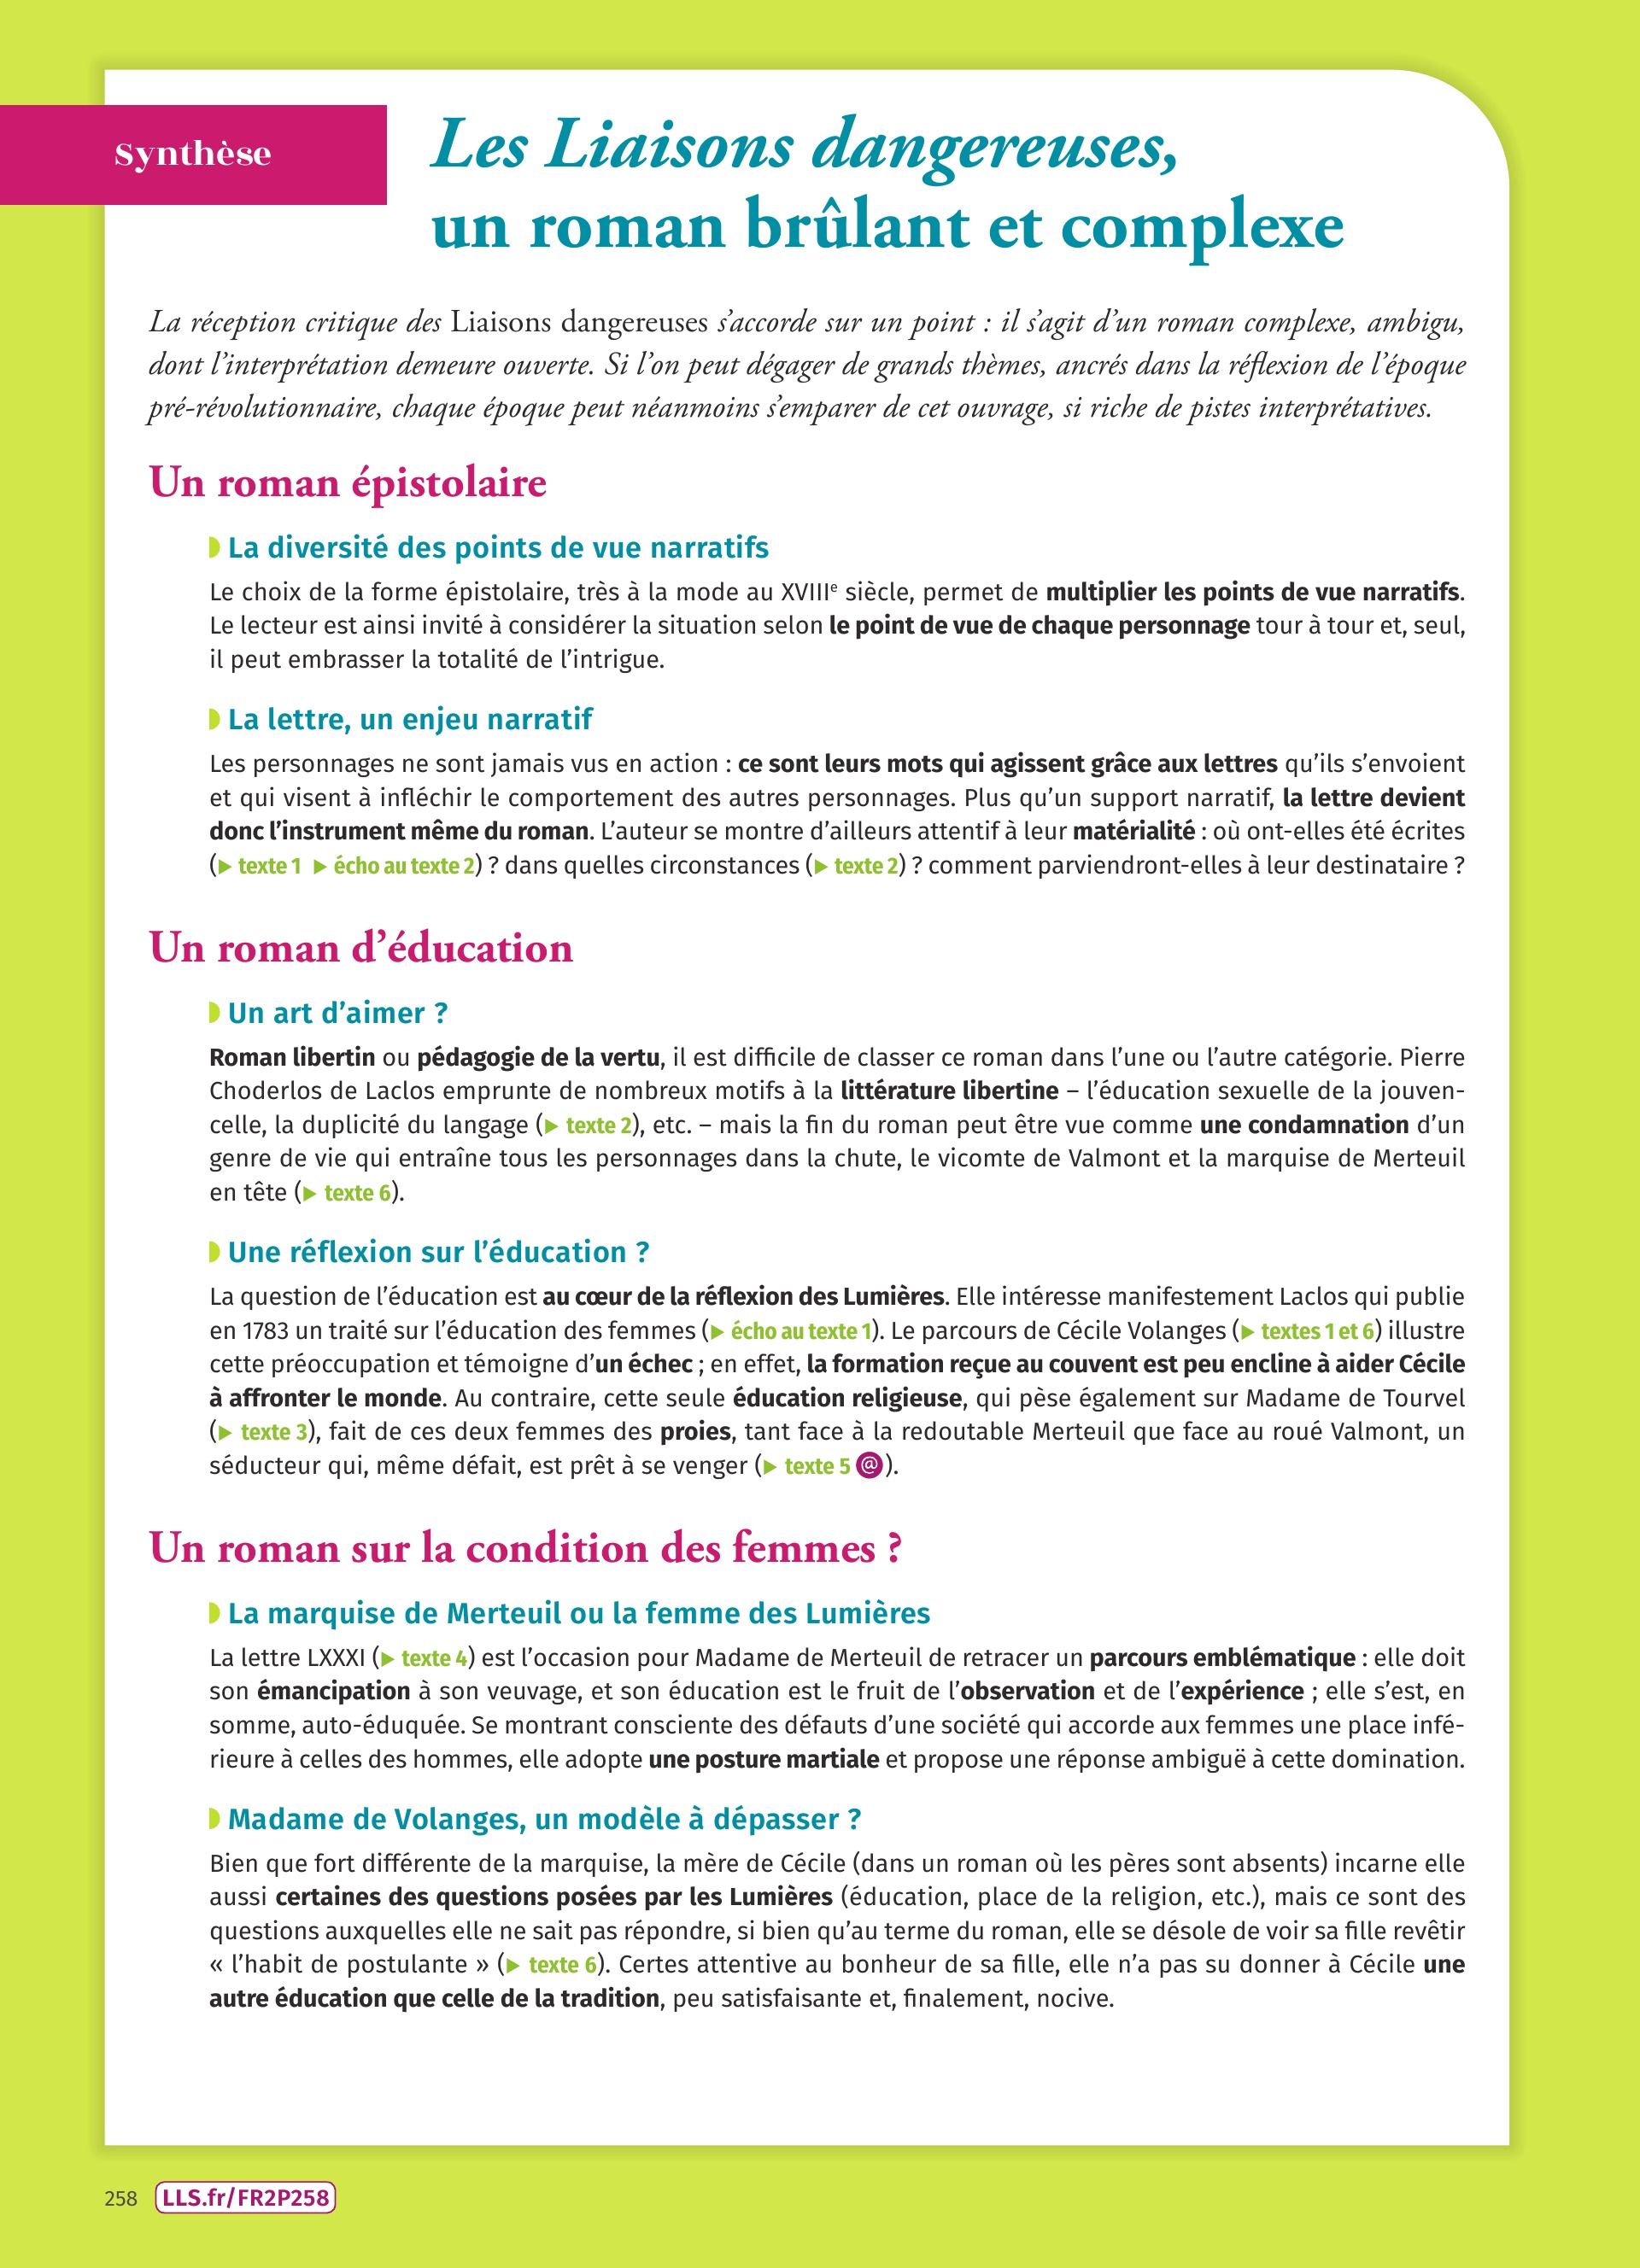 Synthèse
Les Liaisons dangereuses,
un roman brûlant et complexe
La réception critique des Liaisons dangereuses s’accorde sur un point : il s’agit d’un roman complexe, ambigu,
dont l’interprétation demeure ouverte. Si l’on peut dégager de grands thèmes, ancrés dans la réflexion de l’époque
pré-révolutionnaire, chaque époque peut néanmoins s’emparer de cet ouvrage, si riche de pistes interprétatives.
Un roman épistolaire
La diversité des points de vue narratifs
Le choix de la forme épistolaire, très à la mode au XVIIIe siècle, permet de multiplier les points de vue narratifs.
Le lecteur est ainsi invité à considérer la situation selon le point de vue de chaque personnage tour à tour et, seul,
il peut embrasser la totalité de l’intrigue.
La lettre, un enjeu narratif
Les personnages ne sont jamais vus en action : ce sont leurs mots qui agissent grâce aux lettres qu’ils s’envoient
et qui visent à infléchir le comportement des autres personnages. Plus qu’un support narratif, la lettre devient
donc l’instrument même du roman. L’auteur se montre d’ailleurs attentif à leur matérialité : où ont-elles été écrites
(▶ texte 1 ▶ écho au texte 2) ? dans quelles circonstances (▶ texte 2) ? comment parviendront-elles à leur destinataire ?
Un roman d’éducation
Un art d’aimer ?
Roman libertin ou pédagogie de la vertu, il est difficile de classer ce roman dans l’une ou l’autre catégorie. Pierre
Choderlos de Laclos emprunte de nombreux motifs à la littérature libertine – l’éducation sexuelle de la jouven-
celle, la duplicité du langage (▶ texte 2), etc. – mais la fin du roman peut être vue comme une condamnation d’un
genre de vie qui entraîne tous les personnages dans la chute, le vicomte de Valmont et la marquise de Merteuil
en tête (▶ texte 6).
Une réflexion sur l’éducation ?
La question de l’éducation est au cœur de la réflexion des Lumières. Elle intéresse manifestement Laclos qui publie
en 1783 un traité sur l’éducation des femmes (▶ écho au texte 1). Le parcours de Cécile Volanges (▶ textes 1 et 6) illustre
cette préoccupation et témoigne d’un échec ; en effet, la formation reçue au couvent est peu encline à aider Cécile
à affronter le monde. Au contraire, cette seule éducation religieuse, qui pèse également sur Madame de Tourvel
(▶ texte 3), fait de ces deux femmes des proies, tant face à la redoutable Merteuil que face au roué Valmont, un
séducteur qui, même défait, est prêt à se venger (▶ texte 5 @).
Un roman sur la condition des femmes ?
La marquise de Merteuil ou la femme des Lumières
La lettre LXXXI (▶ texte 4) est l’occasion pour Madame de Merteuil de retracer un parcours emblématique : elle doit
son émancipation à son veuvage, et son éducation est le fruit de l’observation et de l’expérience ; elle s’est, en
somme, auto-éduquée. Se montrant consciente des défauts d’une société qui accorde aux femmes une place infé-
rieure à celles des hommes, elle adopte une posture martiale et propose une réponse ambiguë à cette domination.
Madame de Volanges, un modèle à dépasser ?
Bien que fort différente de la marquise, la mère de Cécile (dans un roman où les pères sont absents) incarne elle
aussi certaines des questions posées par les Lumières (éducation, place de la religion, etc.), mais ce sont des
questions auxquelles elle ne sait pas répondre, si bien qu’au terme du roman, elle se désole de voir sa fille revêtir
« l’habit de postulante » (▶ texte 6). Certes attentive au bonheur de sa fille, elle n’a pas su donner à Cécile une
autre éducation que celle de la tradition, peu satisfaisante et, finalement, nocive.
258 LLS.fr/FR2P258